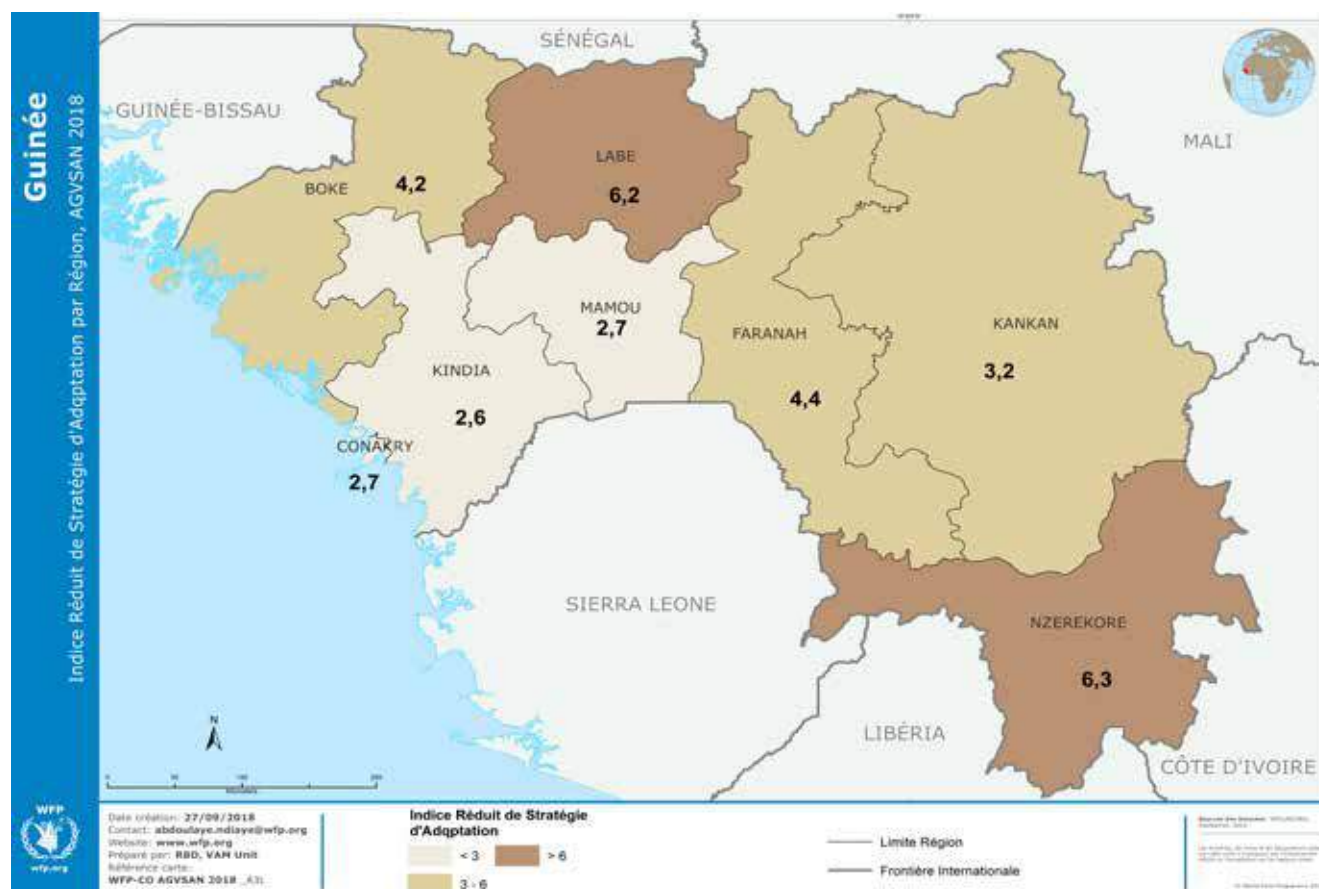 Guinée
Indice Réduit de Stratégie d'Adqptation par Région, AGVSAN 2018
SÉNÉGAL
GUINÉE-BISSAU
MALI
LABE
6,2
BOKE
4,2
MAMOU
2,7
FARANAH
4,4
KANKAN
3,2
KINDIA
2,6
CONAKRY
2,7
SIERRA LEONE
NZEREKORE
6,3
LIBÉRIA
CÔTE D'IVOIRE
N
0 50 100 200
WFP
wfp.org
Date création: 27/09/2018
Contact: abdoulaye.ndiaye@wfp.org
Website: www.wfp.org
Préparé par: RBD, VAM Unit
Référence carte:
WFP-CO AGVSAN 2018
Indice Réduit de Stratégie
d'Adqptation
< 3
> 6
3 - 6
Limite Région
Frontière Internationale